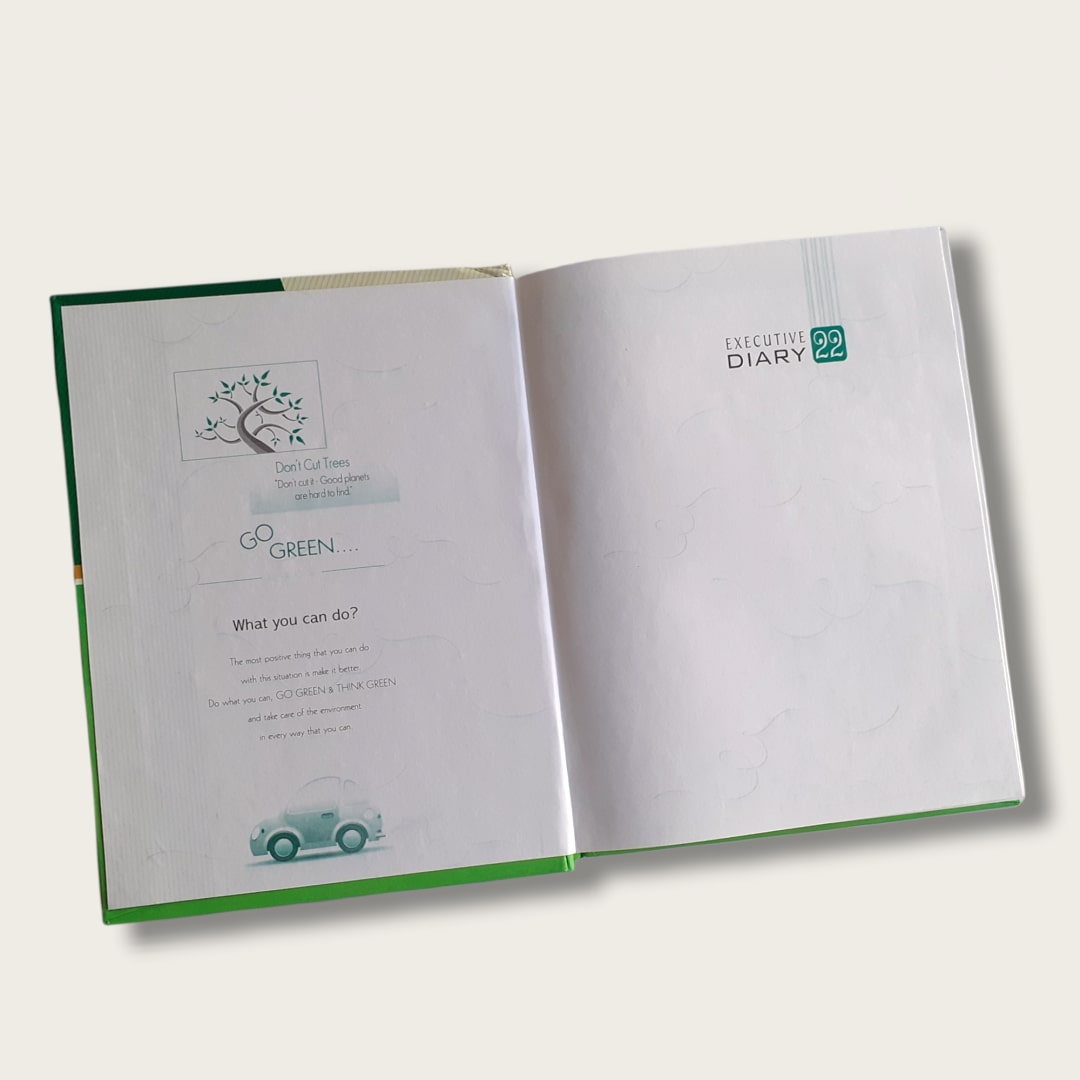 Don't Cut Trees
"Don't cut it - Good planets
are hard to find."
GO
GREEN....
What you can do?
The most positive thing that you can do
with this situation is make it better.
Do what you can, GO GREEN & THINK GREEN
and take care of the environment
in every way that you can.
EXECUTIVE
DIARY 22